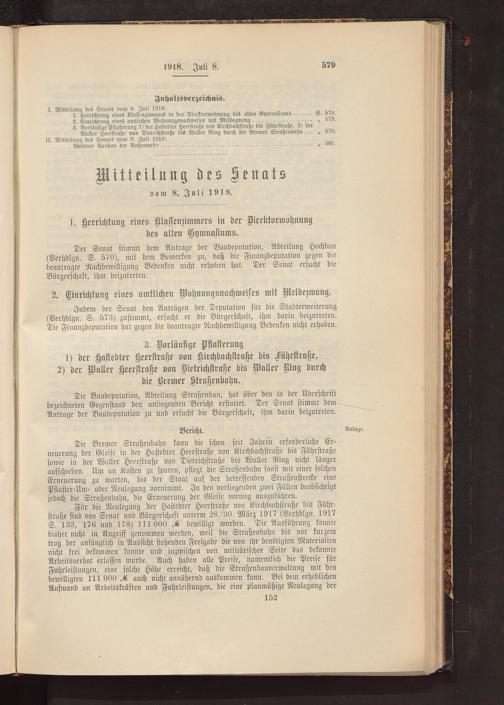 1918. Juli 8. 579
Inhaltsverzeichnis.
I. Mitteilung des Senats vom 8. Juli 1918:
1. Herrichtung eines Klassenzimmers in der Direktorwohnung des alten Gymnasiums S. 579.
2. Einrichtung eines amtlichen Wohnungsnachweises mit Meldezwang „ 579.
3. Vorläufige Pflasterung 1) der Hastedter Heerstraße von Kirchbachstraße bis Fährstraße, 2) der
Waller Heerstraße von Dietrichstraße bis Waller Ring durch die Bremer Straßenbahn „ 579.
II. Mitteilung des Senats vom 9. Juli 1918:
Weiterer Ausbau der „ 581.
Mitteilung des Senats
vom 8. Juli 1918.
1. Herrichtung eines Klassenzimmers in der Direktorwohnung
des alten Gymnasiums.
Der Senat stimmt dem Antrage der Baudeputation, Abteilung Hochbau
(Verhdlgn. S. 570), mit dem Bemerken zu, daß die Finanzdeputation gegen die
beantragte Nachbewilligung Bedenken nicht erhoben hat. Der Senat ersucht die
Bürgerschaft, ihm beizutreten.
2. Einrichtung eines amtlichen Wohnungsnachweises mit Meldezwang.
Indem der Senat den Anträgen der Deputation für die Stadterweiterung
(Verhdlgn. S. 573) zustimmt, ersucht er die Bürgerschaft, ihm darin beizutreten.
Die Finanzdeputation hat gegen die beantragte Nachbewilligung Bedenken nicht erhoben.
3. Vorläufige Pflasterung
1) der Hastedter Heerstraße von Kirchbachstraße bis Fährstraße,
2) der Waller Heerstraße von Dietrichstraße bis Waller Ring durch
die Bremer Straßenbahn.
Die Baudeputation, Abteilung Straßenbau, hat über den in der Überschrift
bezeichneten Gegenstand den anliegenden Bericht erstattet. Der Senat stimmt dem
Antrage der Baudeputation zu und ersucht die Bürgerschaft, ihm darin beizutreten.
Bericht. Anlage.
Die Bremer Straßenbahn kann die schon seit Jahren erforderliche Er-
neuerung der Gleise in der Hastedter Heerstraße von Kirchbachstraße bis Fährstraße
sowie in der Waller Heerstraße von Dietrichstraße bis Waller Ring nicht länger
aufschieben. Um an Kosten zu sparen, pflegt die Straßenbahn sonst mit einer solchen
Erneuerung zu warten, bis der Staat auf der betreffenden Straßenstrecke eine
Pflaster-Um- oder Neulegung vornimmt. In den vorliegenden zwei Fällen beabsichtigt
jedoch die Straßenbahn, die Erneuerung der Gleise vorweg auszuführen.
Für die Neulegung der Hastedter Heerstraße von Kirchbachstraße bis Fähr-
straße sind von Senat und Bürgerschaft unterm 28./30. März 1917 (Verhdlgn. 1917
S. 133, 176 und 178) 111 000 ℳ bewilligt worden. Die Ausführung konnte
bisher nicht in Angriff genommen werden, weil die Straßenbahn bis vor kurzem
trotz der anfänglich in Aussicht stehenden Freigabe die von ihr benötigten Materialien
nicht frei bekommen konnte und inzwischen von militärischer Seite das bekannte
Arbeitverbot erlassen wurde. Auch haben alle Preise, namentlich die Preise für
Fuhrleistungen, eine solche Höhe erreicht, daß die Straßenbauverwaltung mit den
bewilligten 111 000 ℳ auch nicht annähernd auskommen kann. Bei dem erheblichen
Aufwand an Arbeitskräften und Fuhrleistungen, die eine planmäßige Neulegung der
152